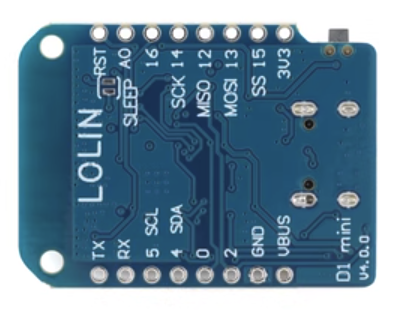 RST
A0
16
14
12
13
15
3V3
SLEEP
SCK
MISO
MOSI
SS
LOLIN
SCL
SDA
TX
RX
5
4
0
2
GND
VBUS
D1 mini
V4.0.0